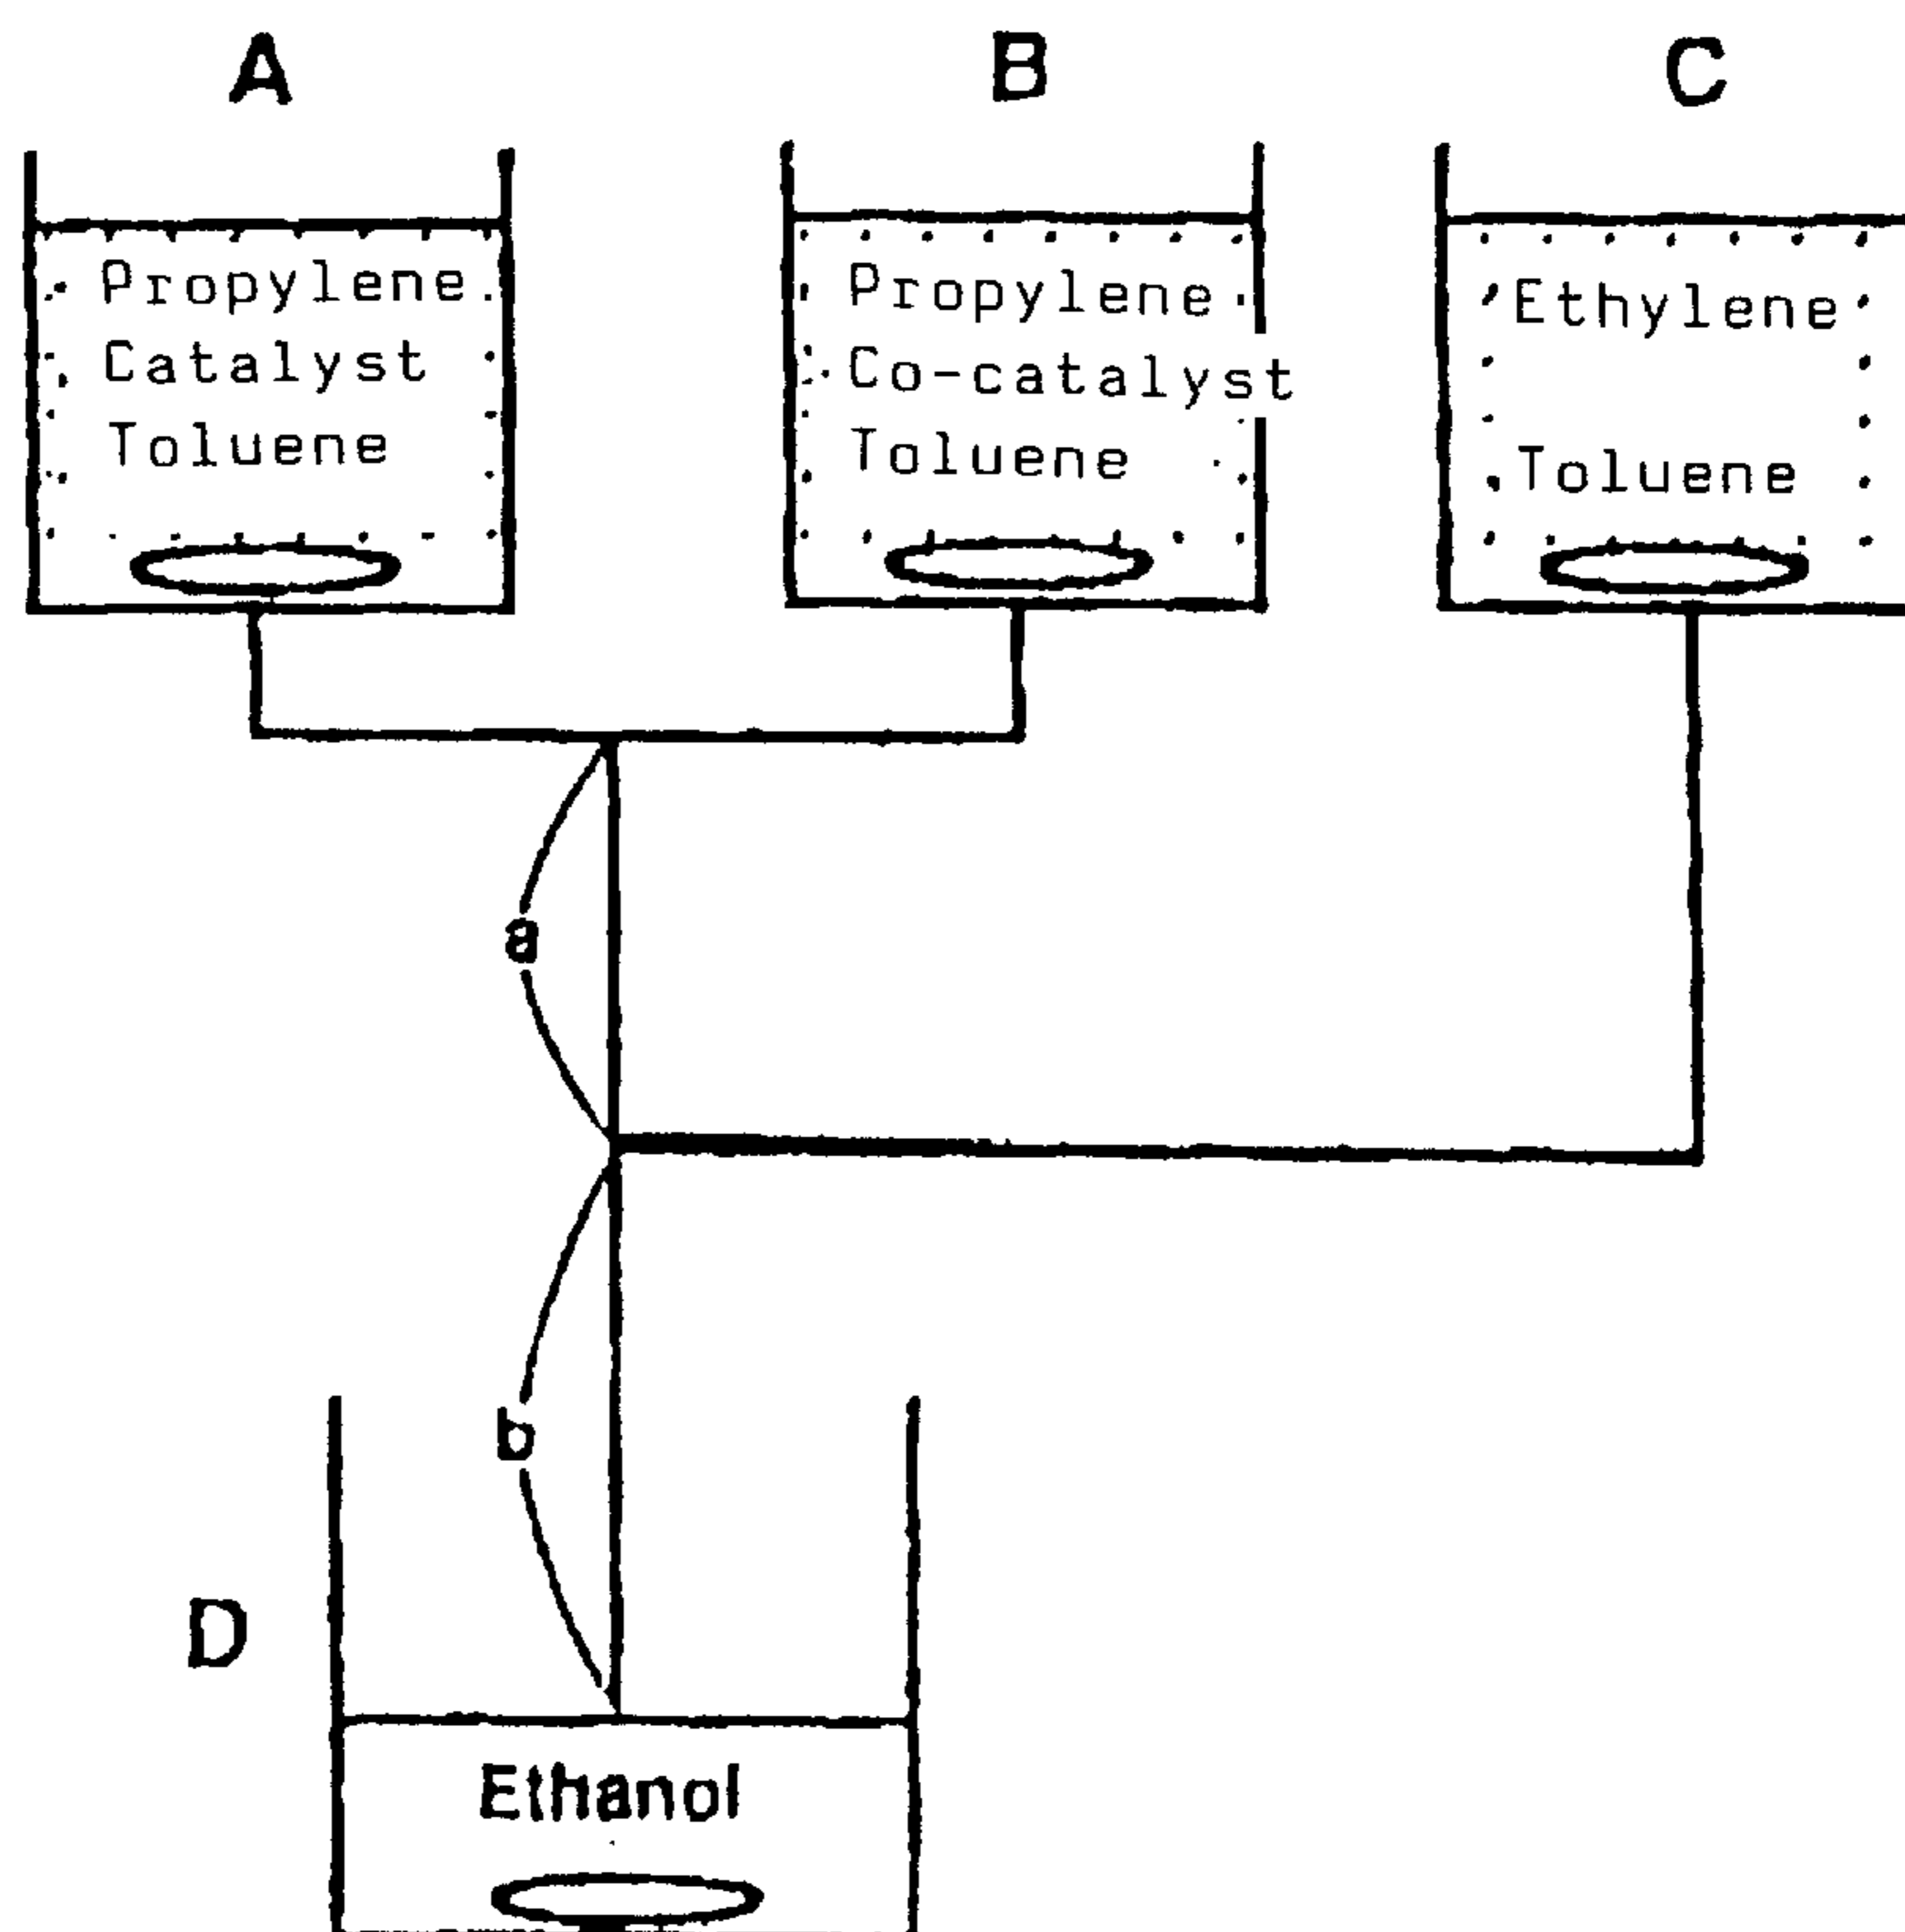 A
B
C
Propylene
Catalyst
Toluene
Propylene
Co-catalyst
Toluene
Ethylene
Toluene
a
b
D
Ethanol